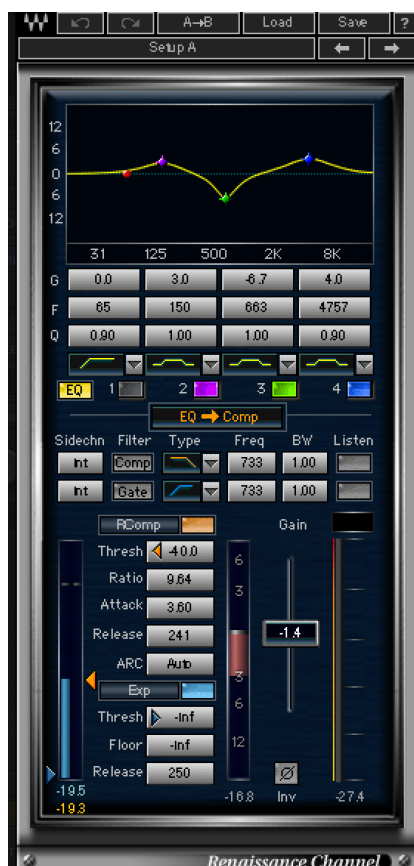 A→B Load Save ?
Setup A ← →
12
6
0
6
12
31 125 500 2K 8K
G 0.0 3.0 -6.7 4.0
F 65 150 663 4757
Q 0.90 1.00 1.00 0.90
EQ 1 2 3 4
EQ → Comp
Sidechn Filter Type Freq BW Listen
Int Comp 733 1.00
Int Gate 733 1.00
RComp Gain
Thresh -40.0
Ratio 9.64
Attack 3.60
Release 241
ARC Auto
Exp
Thresh -Inf
Floor -Inf
Release 250
6
3
3
6
12
-1.4
-19.5
-19.3
-16.8 Ø Inv -27.4
Renaissance Channel